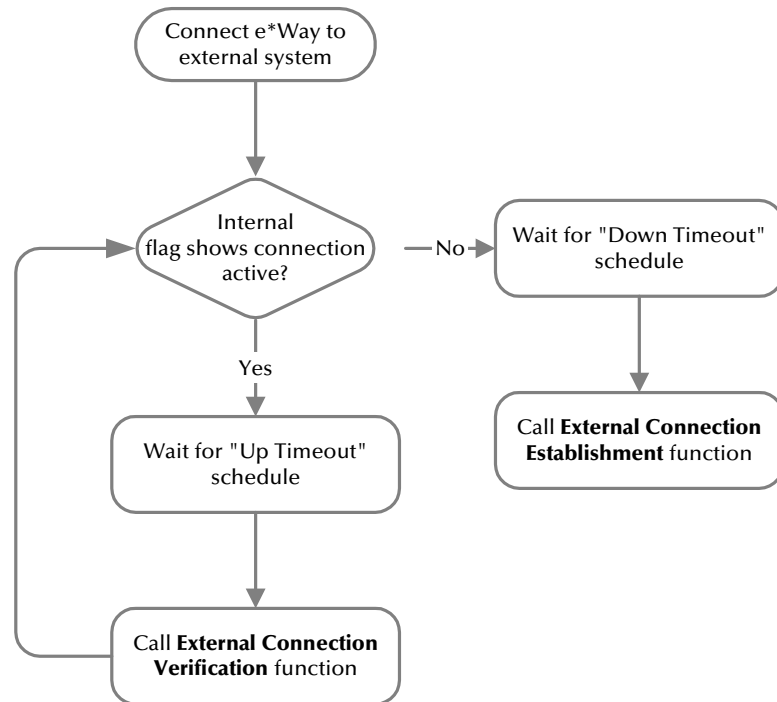 Connect e*Way to
external system
Internal
flag shows connection
active?
No
Wait for "Down Timeout"
schedule
Yes
Call External Connection
Establishment function
Wait for "Up Timeout"
schedule
Call External Connection
Verification function